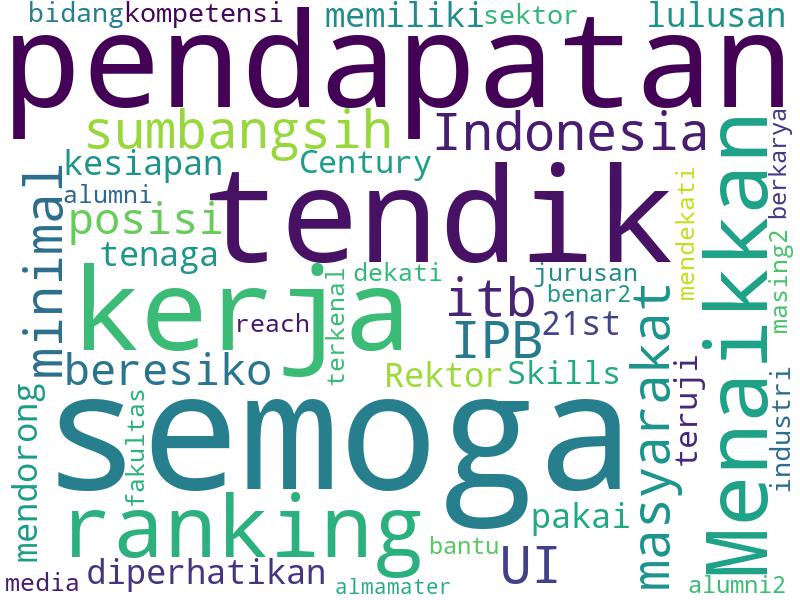 bidang kompetensi memiliki sektor lulusan
pendapatan
sumbangsih Indonesia
kesiapan Century
alumni
tendik
posisi
tenaga
minimal
mendekati
Menaikkan
berkarya
masing2
dekati jurusan
benar2
kerja
reach
terkenal
itb
21st
IPB
beresiko
Rektor Skills
masyarakat
teruji
industri
mendorong
fakultas
semoga
ranking
pakai
bantu
UI
media
diperhatikan
almamater
alumni2